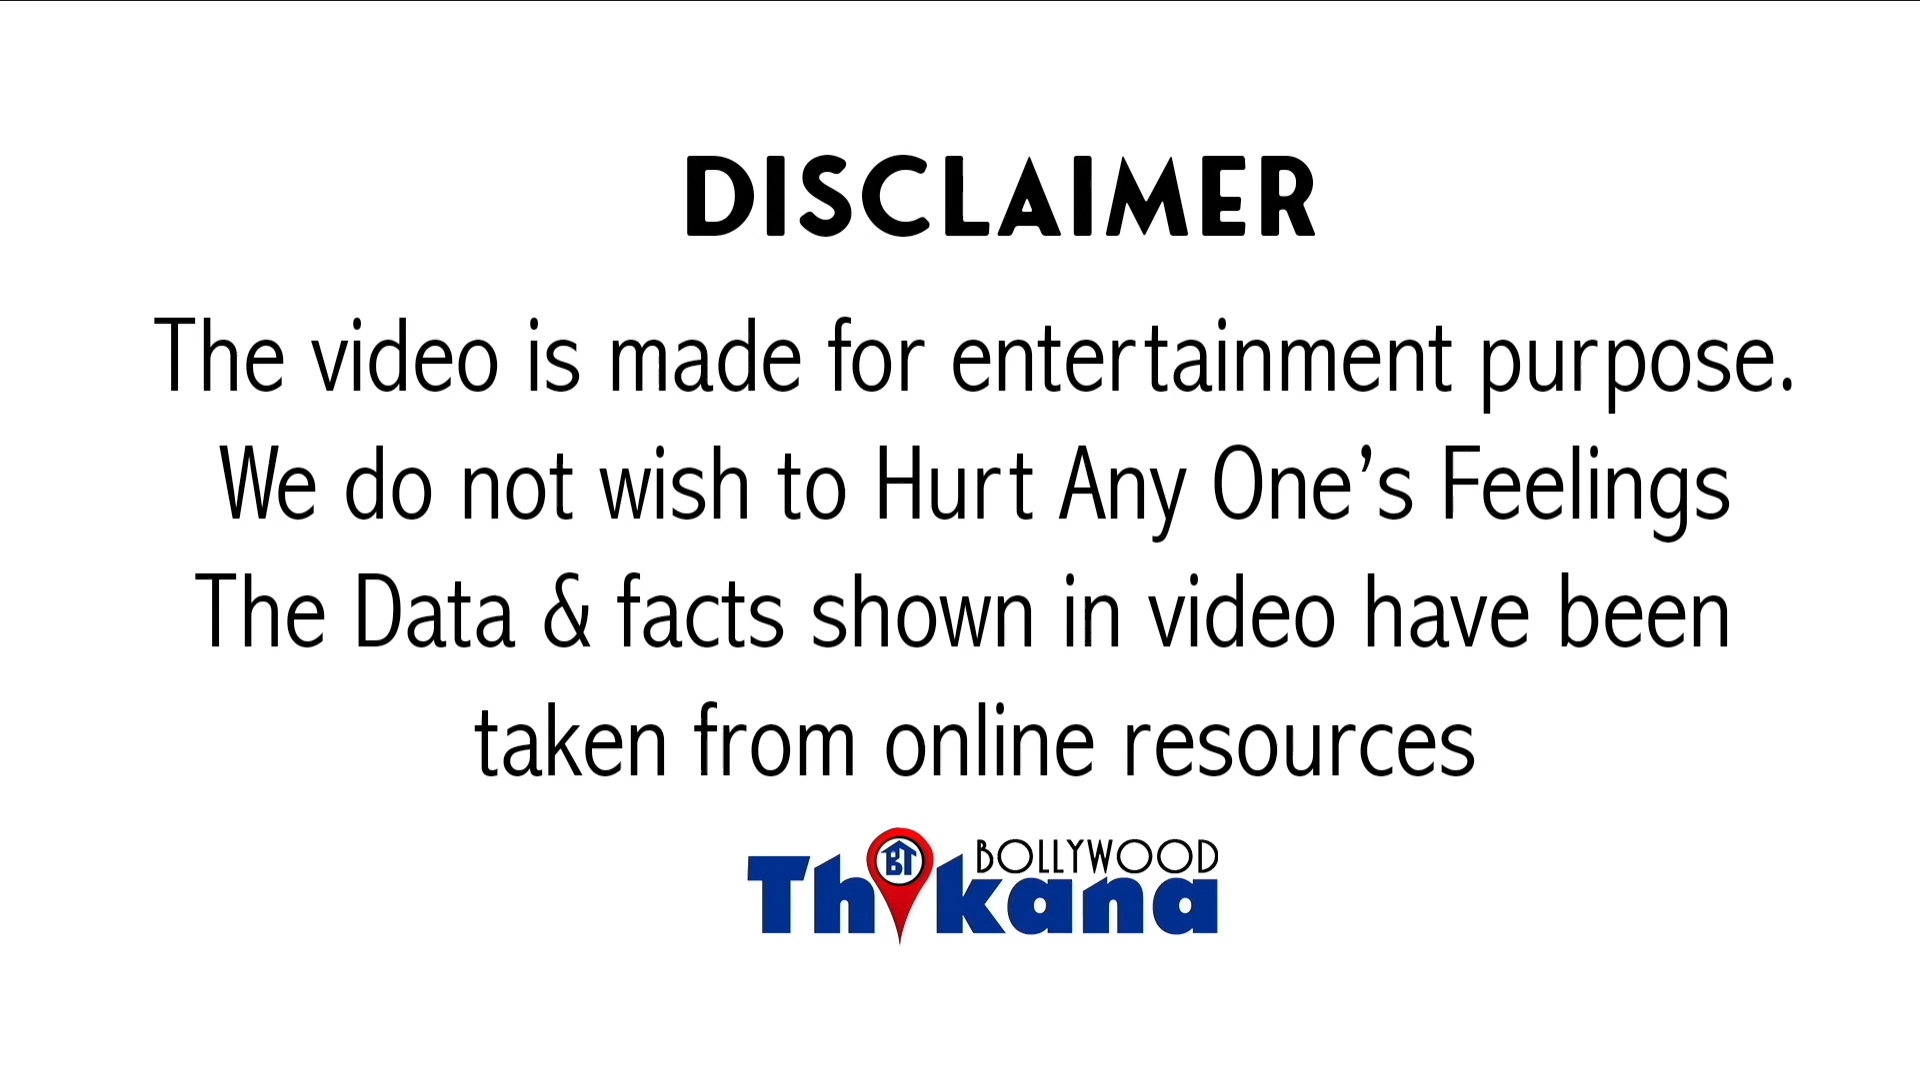 DISCLAIMER
The video is made for entertainment purpose.
We do not wish to Hurt Any One’s Feelings
The Data & facts shown in video have been
taken from online resources
BOLLYWOOD
BT
Thikana